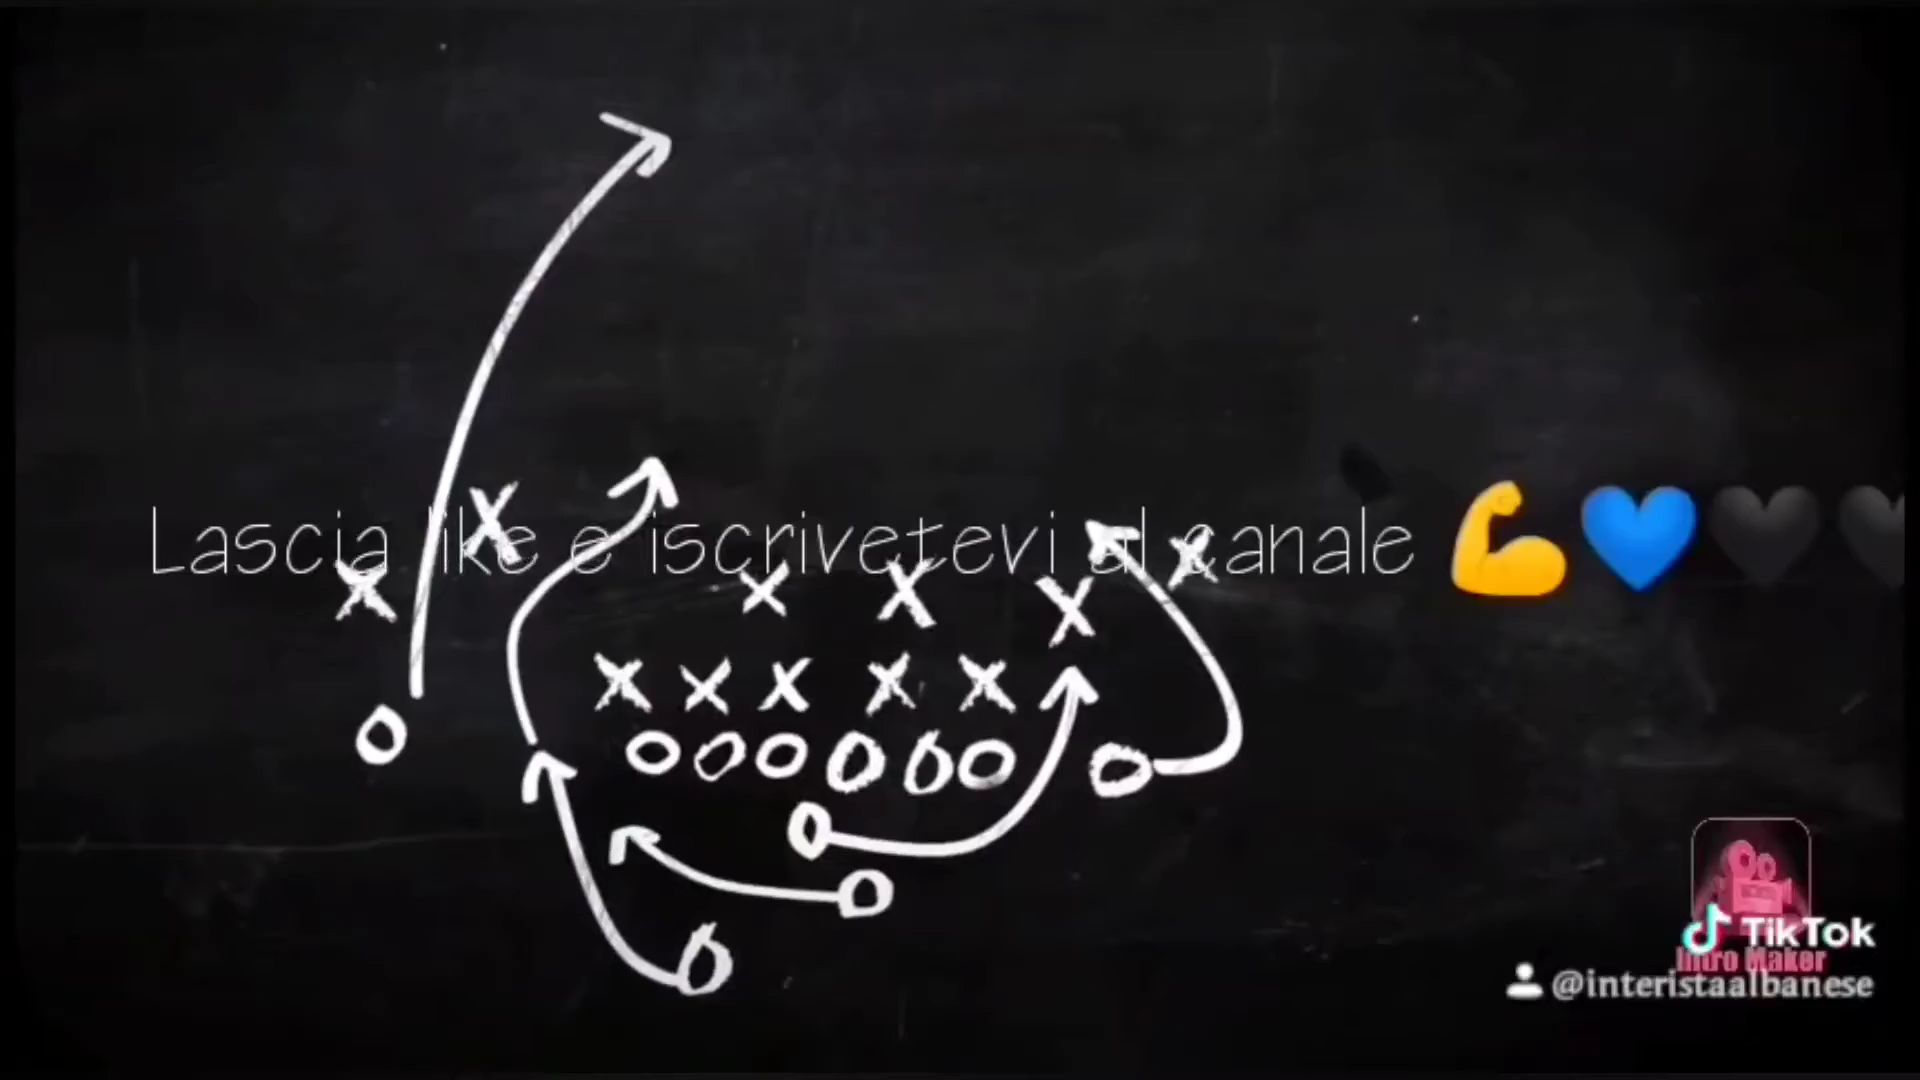 Lascia like e iscrivetevi al canale 💪💙🖤🖤
TikTok
Intro Maker
@interistaalbanese